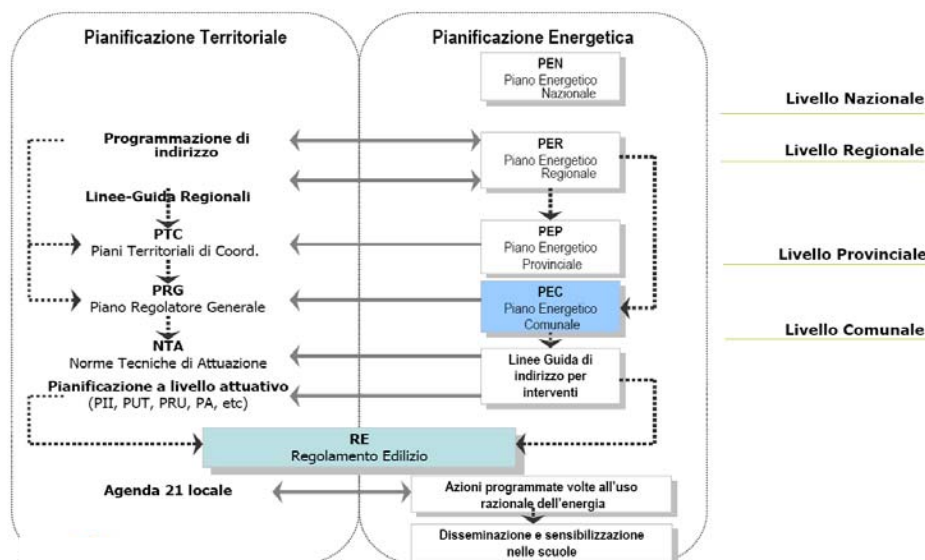 Pianificazione Territoriale
Pianificazione Energetica
PEN
Piano Energetico
Nazionale
Livello Nazionale
Programmazione di
indirizzo
PER
Piano Energetico
Regionale
Livello Regionale
Linee-Guida Regionali
PTC
Piani Territoriali di Coord.
PEP
Piano Energetico
Provinciale
Livello Provinciale
PRG
Piano Regolatore Generale
PEC
Piano Energetico
Comunale
Livello Comunale
NTA
Norme Tecniche di Attuazione
Linee Guida di
indirizzo per
interventi
Pianificazione a livello attuativo
(PII, PUT, PRU, PA, etc)
RE
Regolamento Edilizio
Agenda 21 locale
Azioni programmate volte all'uso
razionale dell'energia
Disseminazione e sensibilizzazione
nelle scuole